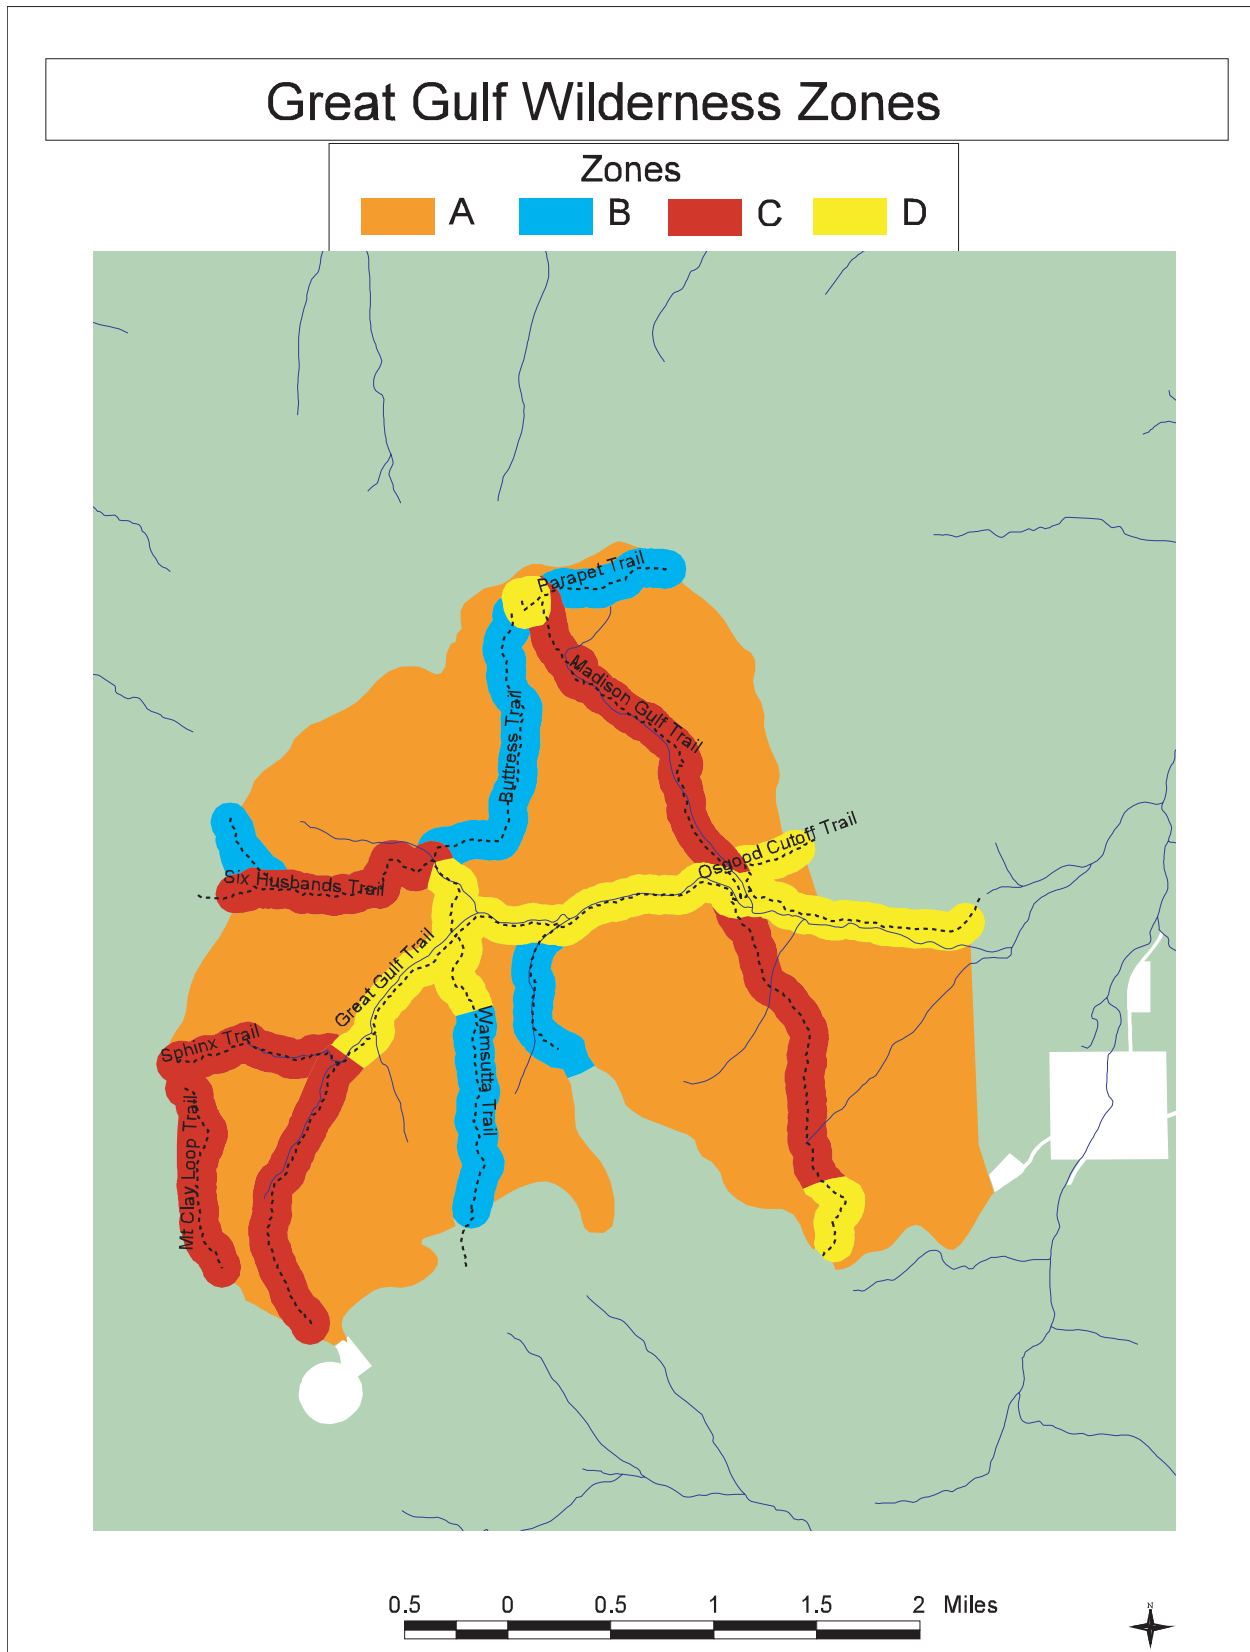 Great Gulf Wilderness Zones
Zones
A B C D
Parapet Trail
Madison Gulf Trail
Buttress Trail
Osgood Cutoff Trail
Six Husbands Trail
Great Gulf Trail
Wamsutta Trail
Sphinx Trail
Mt Clay Loop Trail
0.5 0 0.5 1 1.5 2 Miles
N